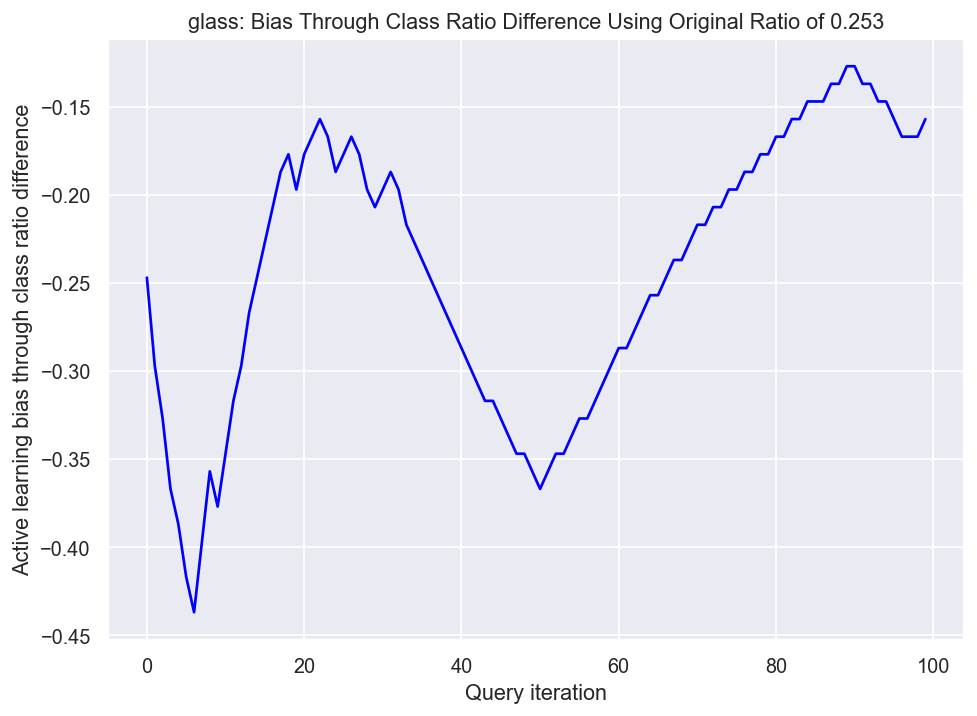 glass: Bias Through Class Ratio Difference Using Original Ratio of 0.253
Active learning bias through class ratio difference
−0.15
−0.20
−0.25
−0.30
−0.35
−0.40
−0.45
0 20 40 60 80 100
Query iteration